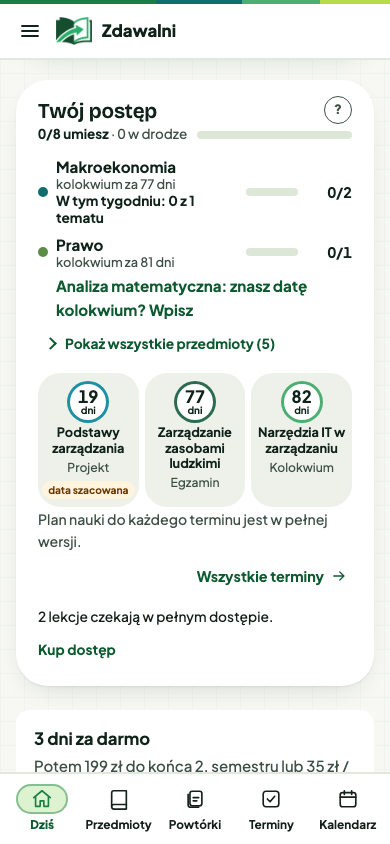 Zdawalni
Twój postęp
?
0/8 umiesz · 0 w drodze
Makroekonomia
kolokwium za 77 dni
W tym tygodniu: 0 z 1
tematu
0/2
Prawo
kolokwium za 81 dni
0/1
Analiza matematyczna: znasz datę
kolokwium? Wpisz
Pokaż wszystkie przedmioty (5)
19
dni
Podstawy
zarządzania
Projekt
data szacowana
77
dni
Zarządzanie
zasobami
ludzkimi
Egzamin
82
dni
Narzędzia IT w
zarządzaniu
Kolokwium
Plan nauki do każdego terminu jest w pełnej
wersji.
Wszystkie terminy →
2 lekcje czekają w pełnym dostępie.
Kup dostęp
3 dni za darmo
Potem 199 zł do końca 2. semestru lub 35 zł /
Dziś
Przedmioty
Powtórki
Terminy
Kalendarz